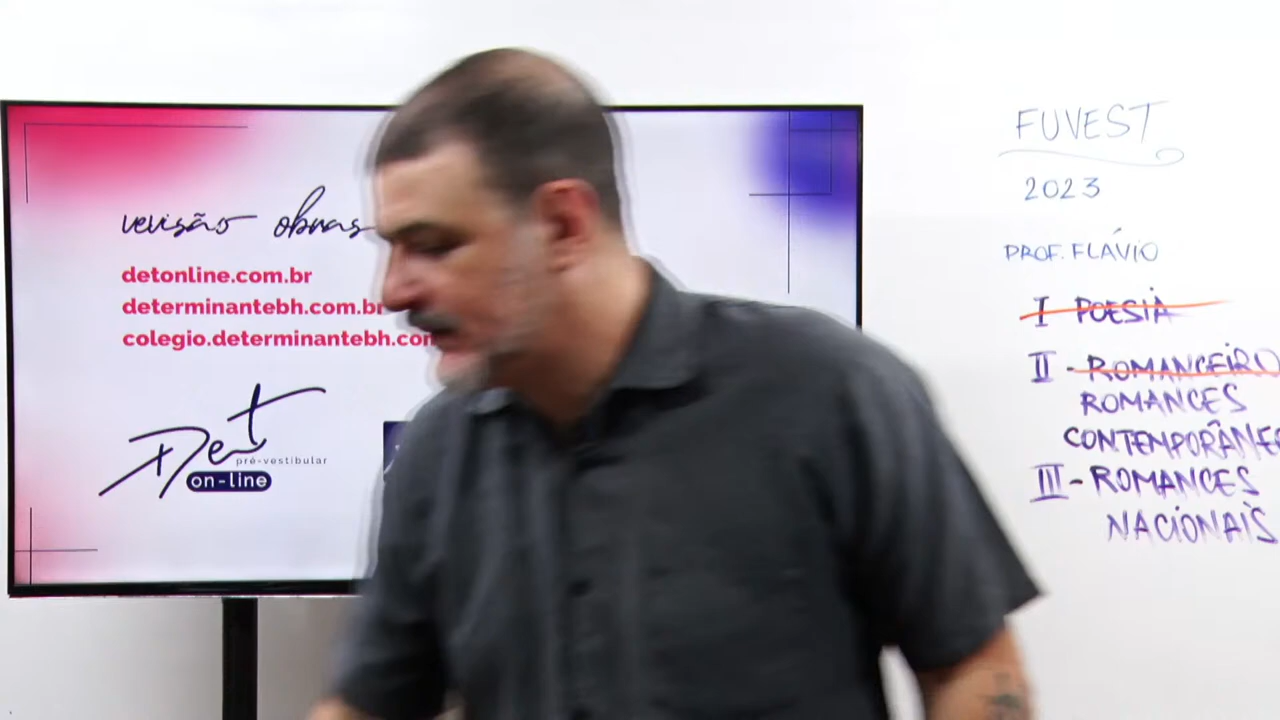 revisão obras
detonline.com.br
determinantebh.com.br
colegio.determinantebh.com
Det
pré-vestibular
on-line
FUVEST
2023
PROF. FLÁVIO
I POESIA
II - ROMANCEIRO
ROMANCES
CONTEMPORÂNE
III - ROMANCES
NACIONAIS